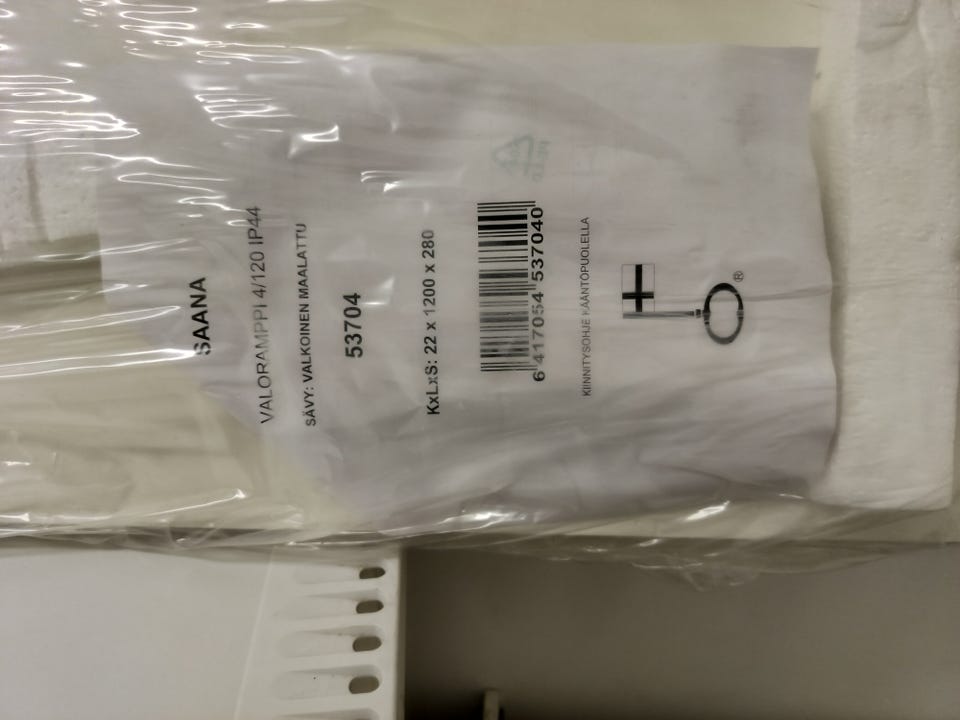 SAANA
VALORAMPPI 4/120 IP44
SÄVY: VALKOINEN MAALATTU
53704
KxLxS: 22 x 1200 x 280
6 417054 537040
KIINNITYSOHJE KÄÄNTÖPUOLELLA
®